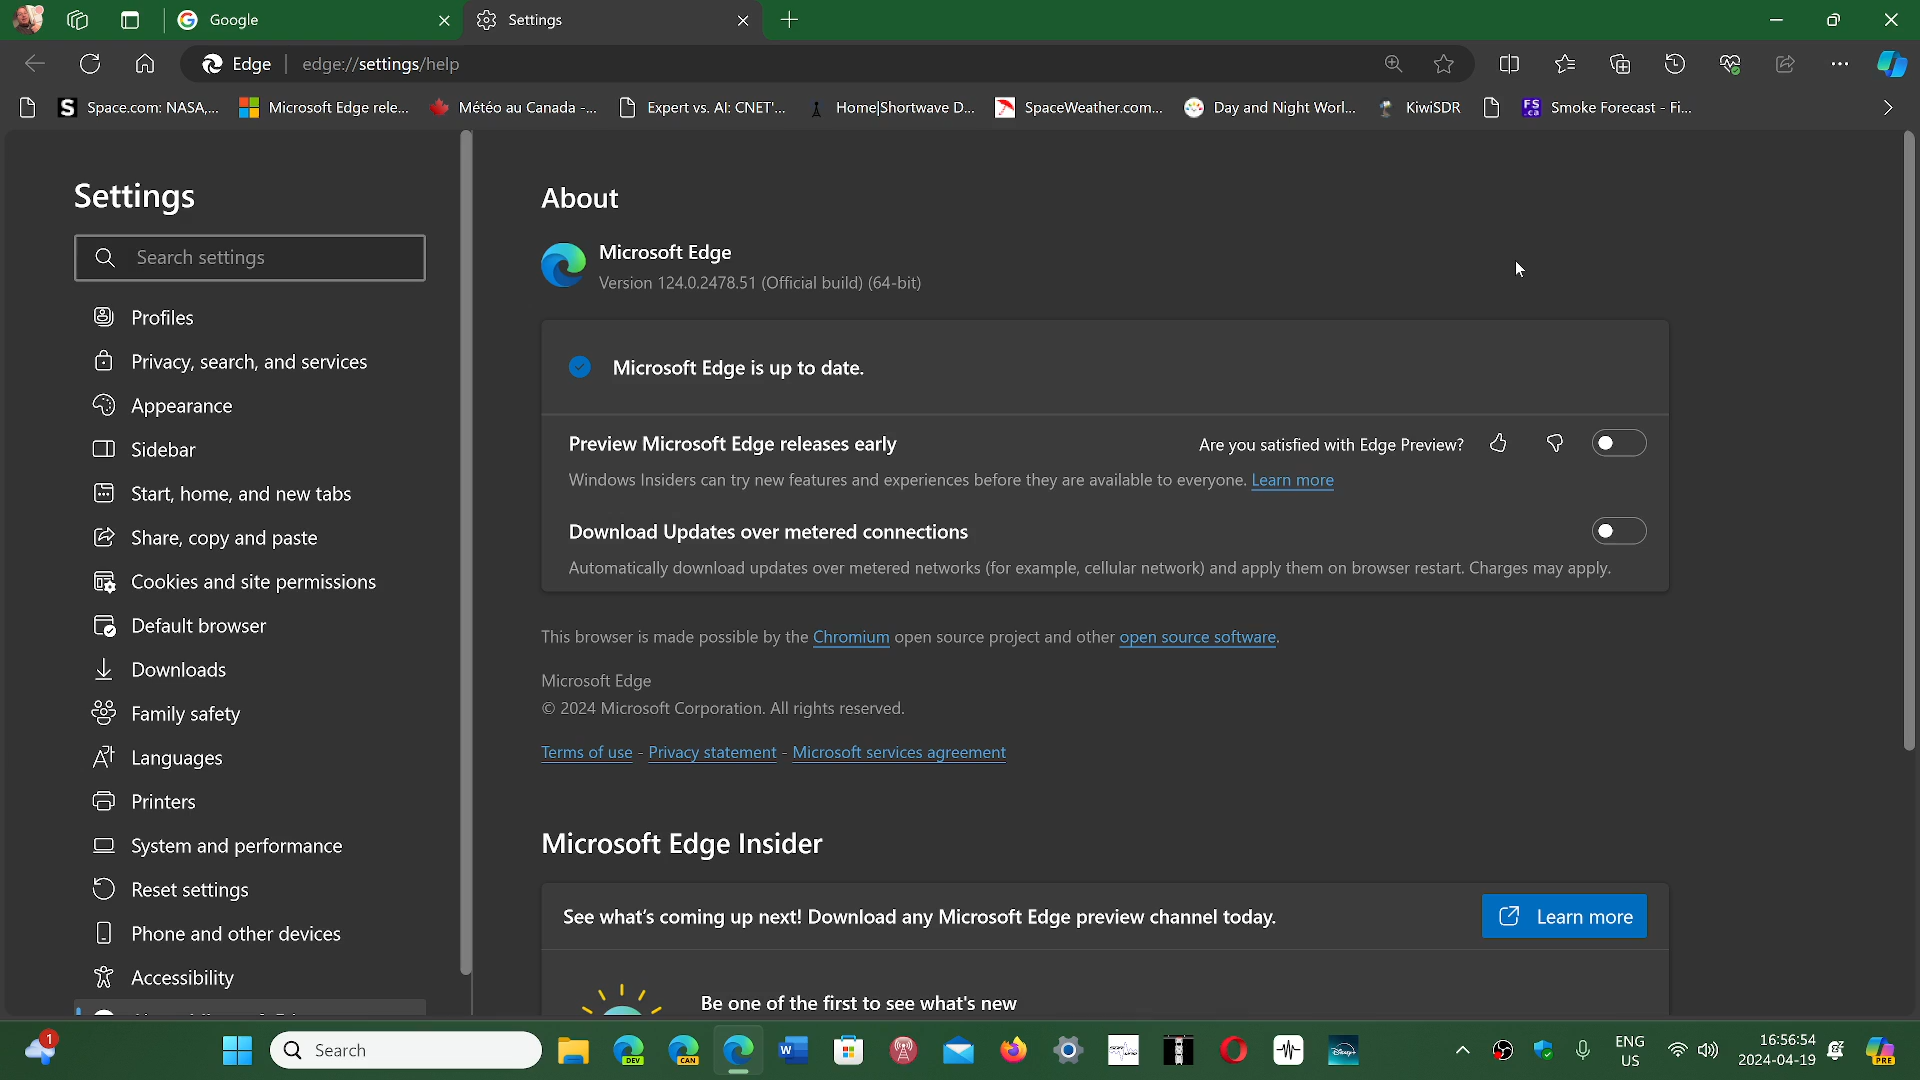 Google
Settings
Edge
edge://settings/help
Space.com: NASA,...
Microsoft Edge rele...
Météo au Canada -...
Expert vs. AI: CNET'...
Home|Shortwave D...
SpaceWeather.com...
Day and Night Worl...
KiwiSDR
FS
.ca
Smoke Forecast - Fi...
Settings
Search settings
Profiles
Privacy, search, and services
Appearance
Sidebar
Start, home, and new tabs
Share, copy and paste
Cookies and site permissions
Default browser
Downloads
Family safety
Languages
Printers
System and performance
Reset settings
Phone and other devices
Accessibility
About
Microsoft Edge
Version 124.0.2478.51 (Official build) (64-bit)
Microsoft Edge is up to date.
Preview Microsoft Edge releases early
Are you satisfied with Edge Preview?
Windows Insiders can try new features and experiences before they are available to everyone. Learn more
Download Updates over metered connections
Automatically download updates over metered networks (for example, cellular network) and apply them on browser restart. Charges may apply.
This browser is made possible by the Chromium open source project and other open source software.
Microsoft Edge
© 2024 Microsoft Corporation. All rights reserved.
Terms of use - Privacy statement - Microsoft services agreement
Microsoft Edge Insider
See what's coming up next! Download any Microsoft Edge preview channel today.
Learn more
Be one of the first to see what's new
1
Search
DEV
CAN
W
Disney+
ENG
US
16:56:54
2024-04-19
PRE